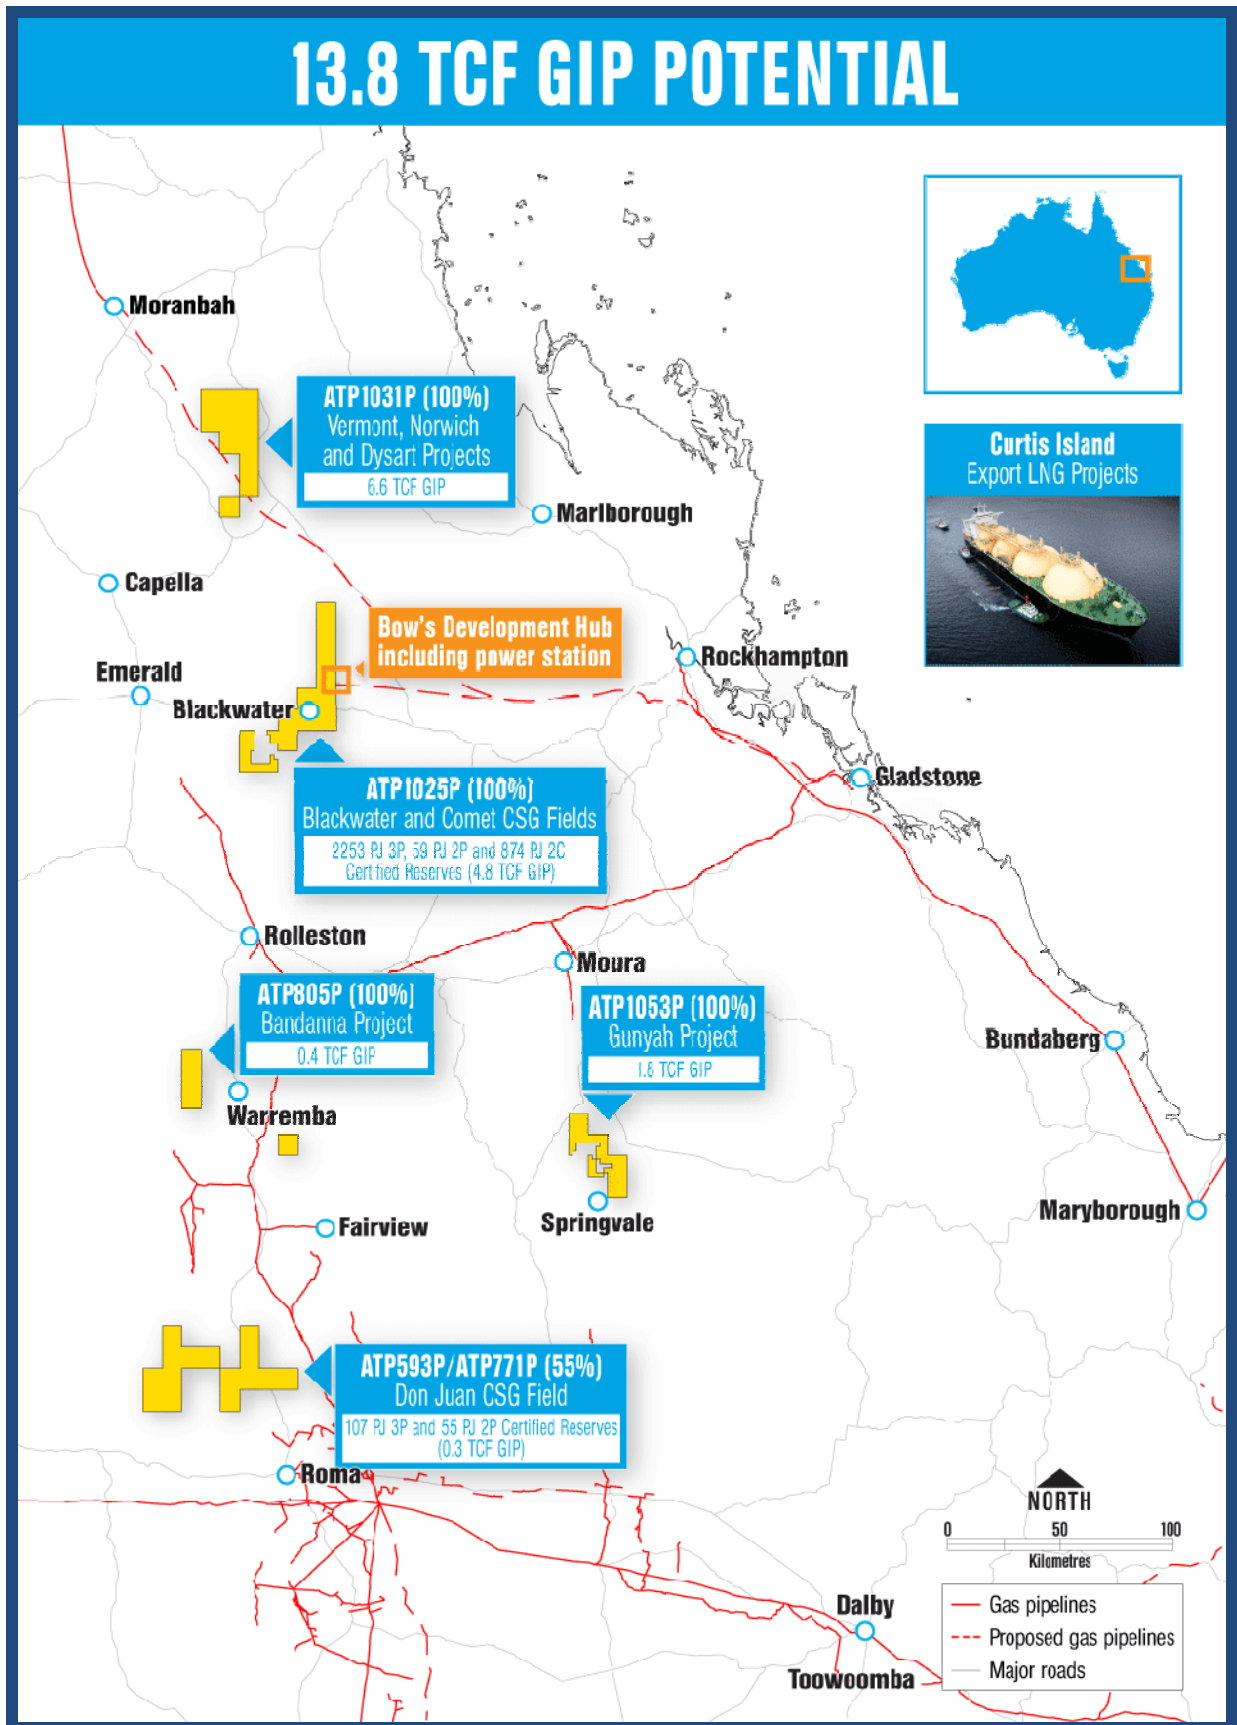 13.8 TCF GIP POTENTIAL
Moranbah
ATP1031P (100%)
Vermont, Norwich
and Dysart Projects
6.6 TCF GIP
Curtis Island
Export LNG Projects
Marlborough
Capella
Bow's Development Hub
including power station
Rockhampton
Emerald
Blackwater
Gladstone
ATP1025P (100%)
Blackwater and Comet CSG Fields
2253 PJ 3P, 59 PJ 2P and 874 PJ 2C
Certified Reserves (4.8 TCF GIP)
Rolleston
Moura
ATP805P (100%)
Bandanna Project
0.4 TCF GIP
ATP1053P (100%)
Gunyah Project
TCF GIP
Bundaberg
Warremba
Maryborough
Springvale
Fairview
ATP593P/ATP771P (55%)
Don Juan CSG Field
107 PJ 3P and 55 PJ 2P Certified Reserves
(0.3 TCF GIP)
Roma
NORTH
0 50 100
Kilometres
Gas pipelines
Proposed gas pipelines
Major roads
Dalby
Toowoomba